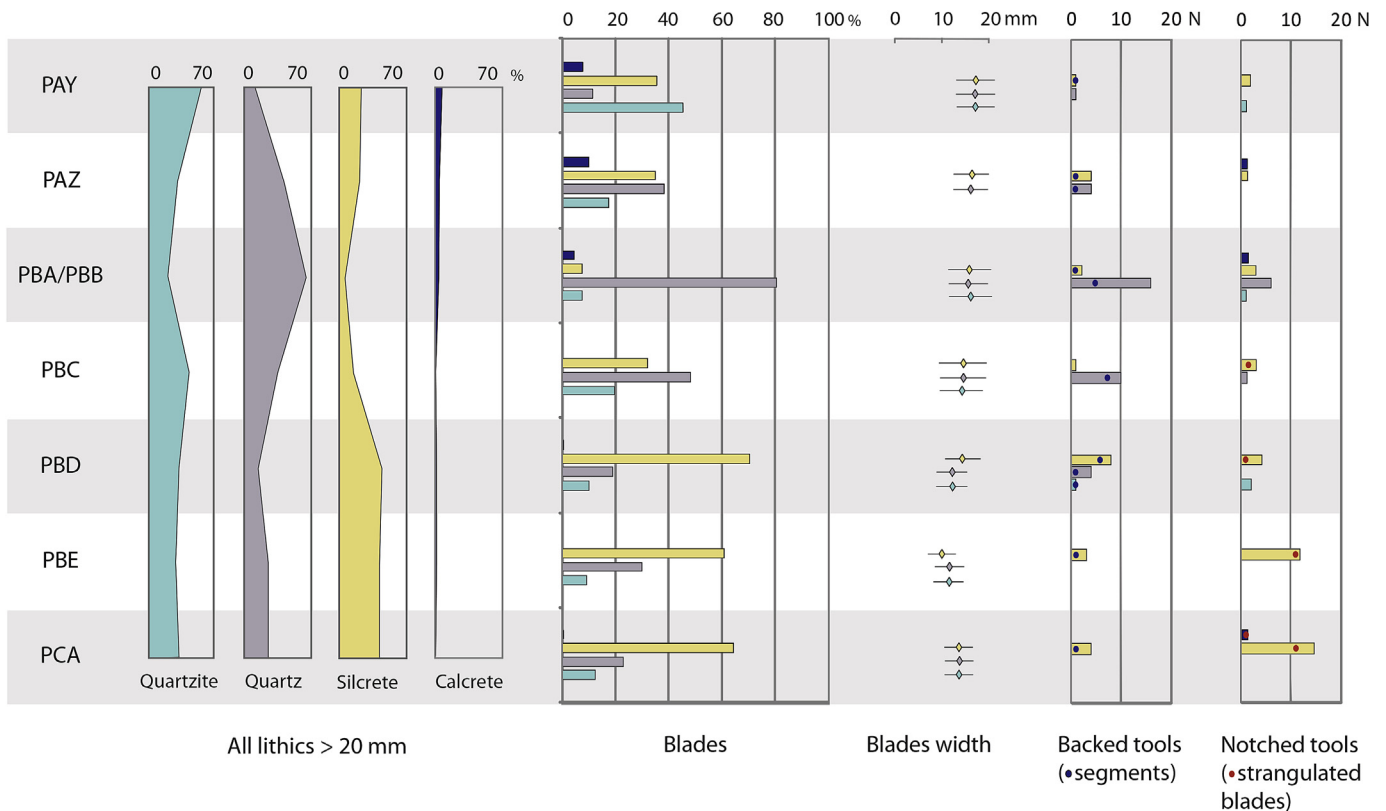 0 20 40 60 80 100 %
0 10 20 mm
0 10 20 N
0 10 20 N
0 70
0 70
0 70
0 70 %
PAY
PAZ
PBA/PBB
PBC
PBD
PBE
PCA
Quartzite
Quartz
Silcrete
Calcrete
All lithics > 20 mm
Blades
Blades width
Backed tools
(• segments)
Notched tools
(• strangulated
blades)